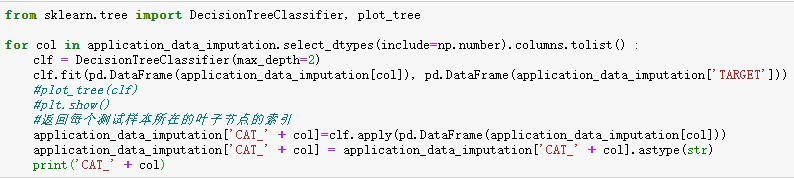 from sklearn.tree import DecisionTreeClassifier, plot_tree
for col in application_data_imputation.select_dtypes(include=np.number).columns.tolist() :
    clf = DecisionTreeClassifier(max_depth=2)
    clf.fit(pd.DataFrame(application_data_imputation[col]), pd.DataFrame(application_data_imputation['TARGET']))
    #plot_tree(clf)
    #plt.show()
    #返回每个测试样本所在的叶子节点的索引
    application_data_imputation['CAT_' + col]=clf.apply(pd.DataFrame(application_data_imputation[col]))
    application_data_imputation['CAT_' + col] = application_data_imputation['CAT_' + col].astype(str)
    print('CAT_' + col)